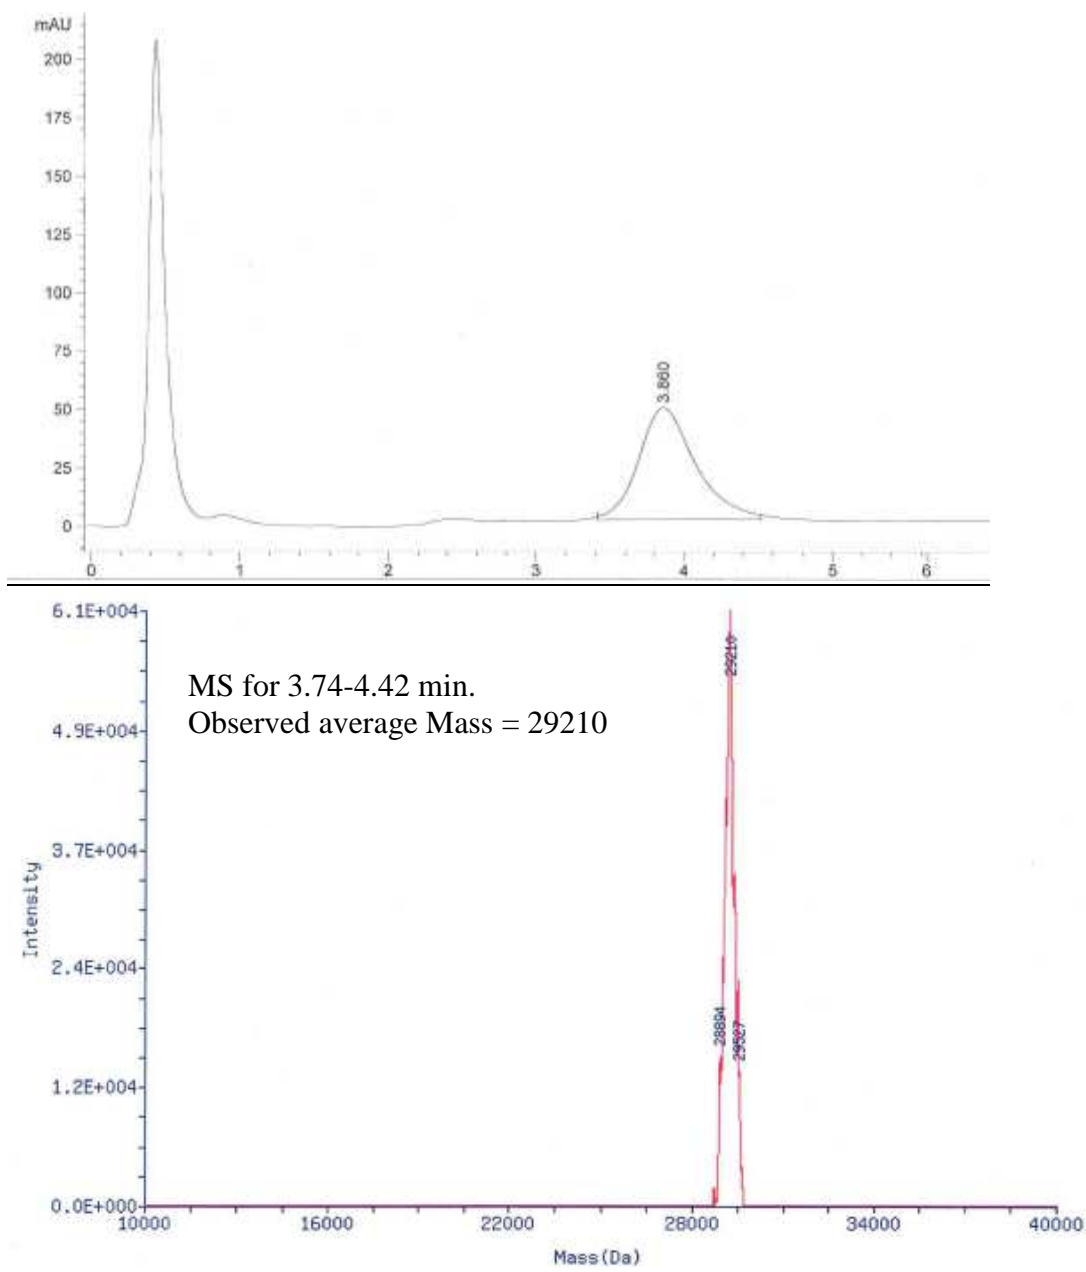 mAU
200
175
150
125
100
75
50
25
0
3.860
0 1 2 3 4 5 6
6.1E+004
4.9E+004
3.7E+004
2.4E+004
1.2E+004
0.0E+000
Intensity
MS for 3.74-4.42 min.
Observed average Mass = 29210
29210
28894
29527
10000 16000 22000 28000 34000 40000
Mass(Da)